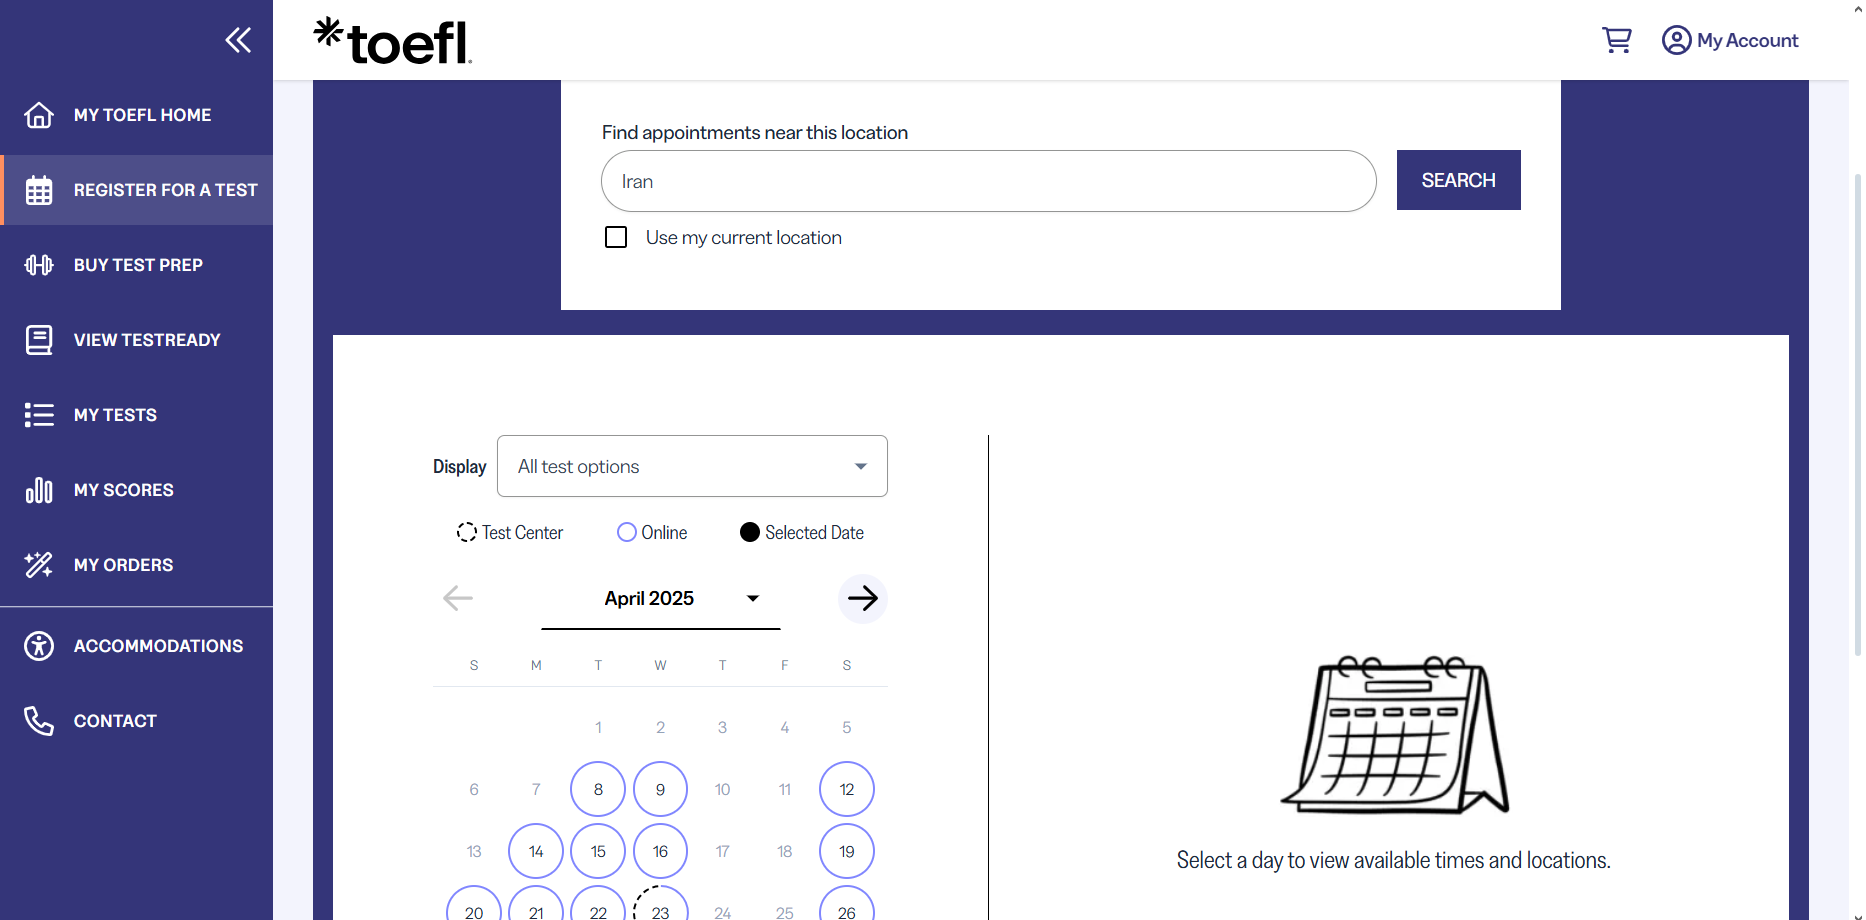 toefl
My Account
MY TOEFL HOME
REGISTER FOR A TEST
BUY TEST PREP
VIEW TESTREADY
MY TESTS
MY SCORES
MY ORDERS
ACCOMMODATIONS
CONTACT
Find appointments near this location
Iran
SEARCH
Use my current location
Display All test options
Test Center Online Selected Date
April 2025
S M T W T F S
1 2 3 4 5
6 7 8 9 10 11 12
13 14 15 16 17 18 19
20 21 22 23 24 25 26
Select a day to view available times and locations.